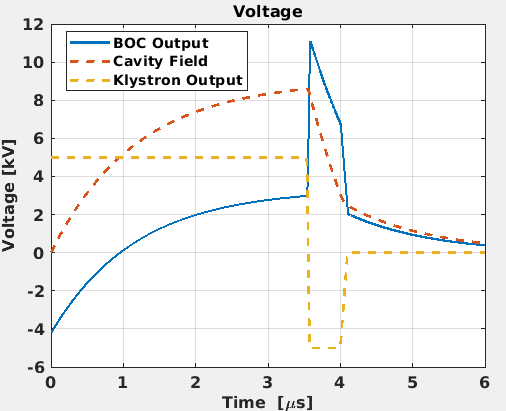 Voltage
BOC Output
Cavity Field
Klystron Output
Voltage [kV]
12
10
8
6
4
2
0
-2
-4
-6
0 1 2 3 4 5 6
Time [μs]